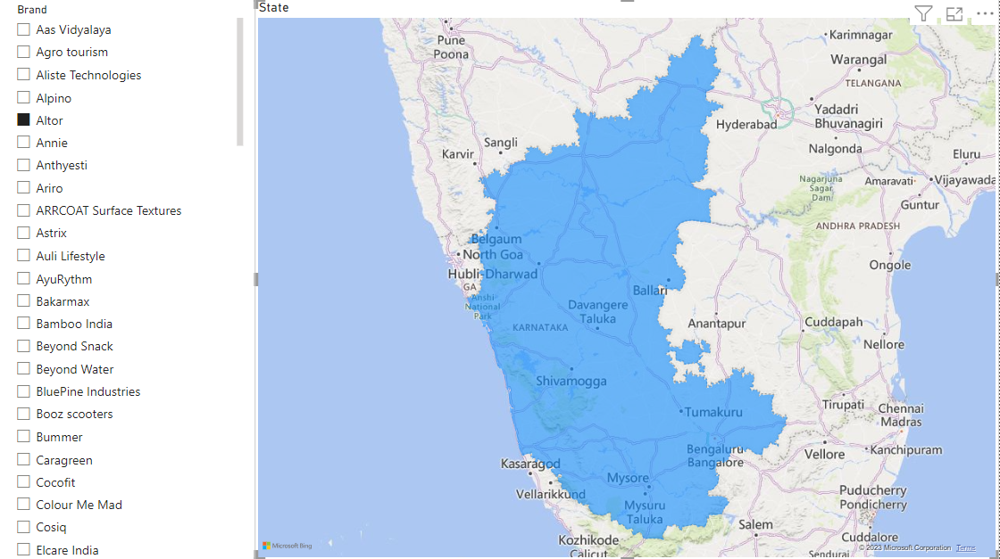 Brand
Aas Vidyalaya
Agro tourism
Aliste Technologies
Alpino
Altor
Annie
Anthyesti
Ariro
ARRCOAT Surface Textures
Astrix
Auli Lifestyle
AyuRythm
Bakarmax
Bamboo India
Beyond Snack
Beyond Water
BluePine Industries
Booz scooters
Bummer
Caragreen
Cocofit
Colour Me Mad
Cosiq
Elcare India
State
Pune
Poona
Karimnagar
Warangal
TELANGANA
Yadadri
Bhuvanagiri
Hyderabad
Nalgonda
Sangli
Karvir
Eluru
Nagarjuna
Sagar
Dam
Amaravati
Vijayawada
Guntur
ANDHRA PRADESH
Belgaum
North Goa
Hubli-Dharwad
GA
Anshi
National
Park
Ongole
Ballari
Davangere
Taluka
KARNATAKA
Anantapur
Cuddapah
Nellore
Shivamogga
Tumakuru
Tirupati
Chennai
Madras
Bengaluru
Bangalore
Vellore
Kanchipuram
Kasaragod
Vellarikkund
Mysore
Mysuru
Taluka
Puducherry
Pondicherry
Salem
Cuddalore
Kozhikode
Calicut
Microsoft Bing
© 2023 Microsoft Corporation Terms
Sendurai